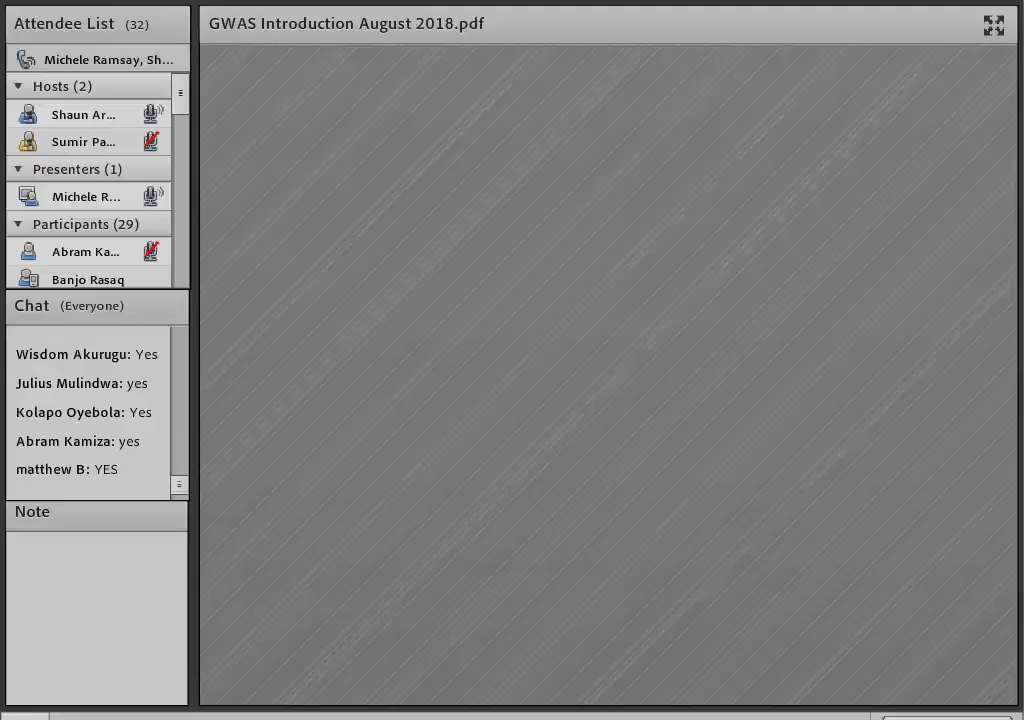 Attendee List (32)
Michele Ramsay, Sh...
Hosts (2)
Shaun Ar...
Sumir Pa...
Presenters (1)
Michele R...
Participants (29)
Abram Ka...
Banjo Rasaq
Chat (Everyone)
Wisdom Akurugu: Yes
Julius Mulindwa: yes
Kolapo Oyebola: Yes
Abram Kamiza: yes
matthew B: YES
Note
GWAS Introduction August 2018.pdf